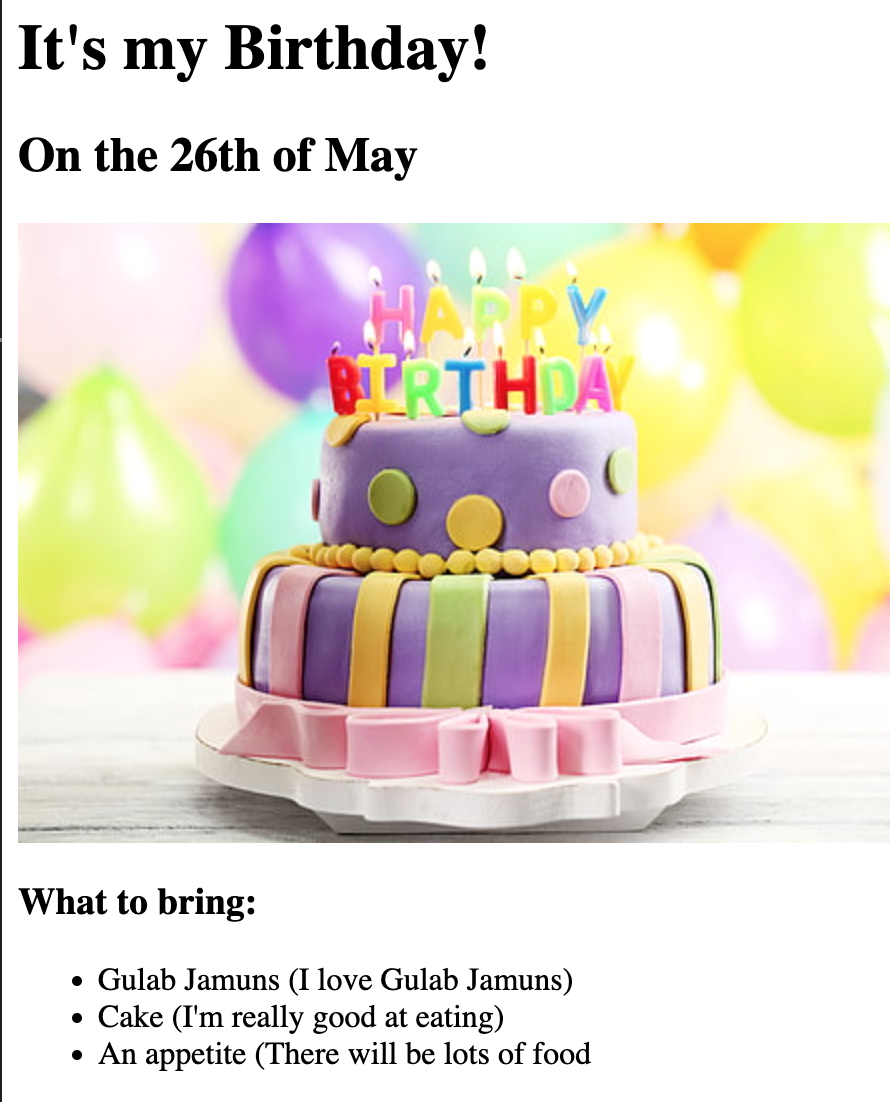 It's my Birthday!
On the 26th of May
HAPPY
BIRTHDAY
What to bring:
Gulab Jamuns (I love Gulab Jamuns)
Cake (I'm really good at eating)
An appetite (There will be lots of food